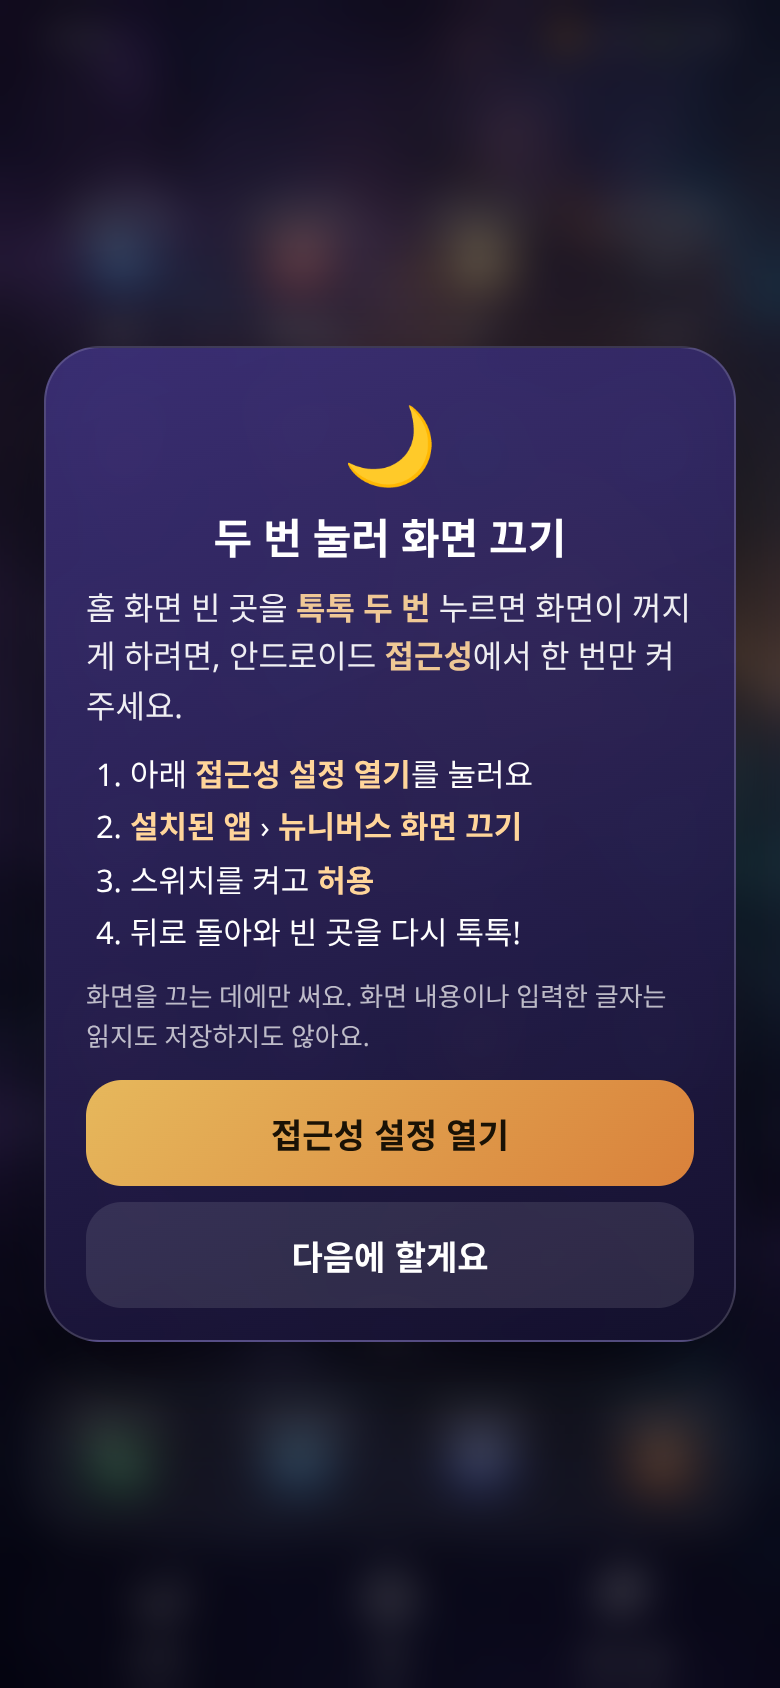 두 번 눌러 화면 끄기
홈 화면 빈 곳을 톡톡 두 번 누르면 화면이 꺼지
게 하려면, 안드로이드 접근성에서 한 번만 켜
주세요.
1. 아래 접근성 설정 열기를 눌러요
2. 설치된 앱 › 뉴니버스 화면 끄기
3. 스위치를 켜고 허용
4. 뒤로 돌아와 빈 곳을 다시 톡톡!
화면을 끄는 데에만 써요. 화면 내용이나 입력한 글자는
읽지도 저장하지도 않아요.
접근성 설정 열기
다음에 할게요